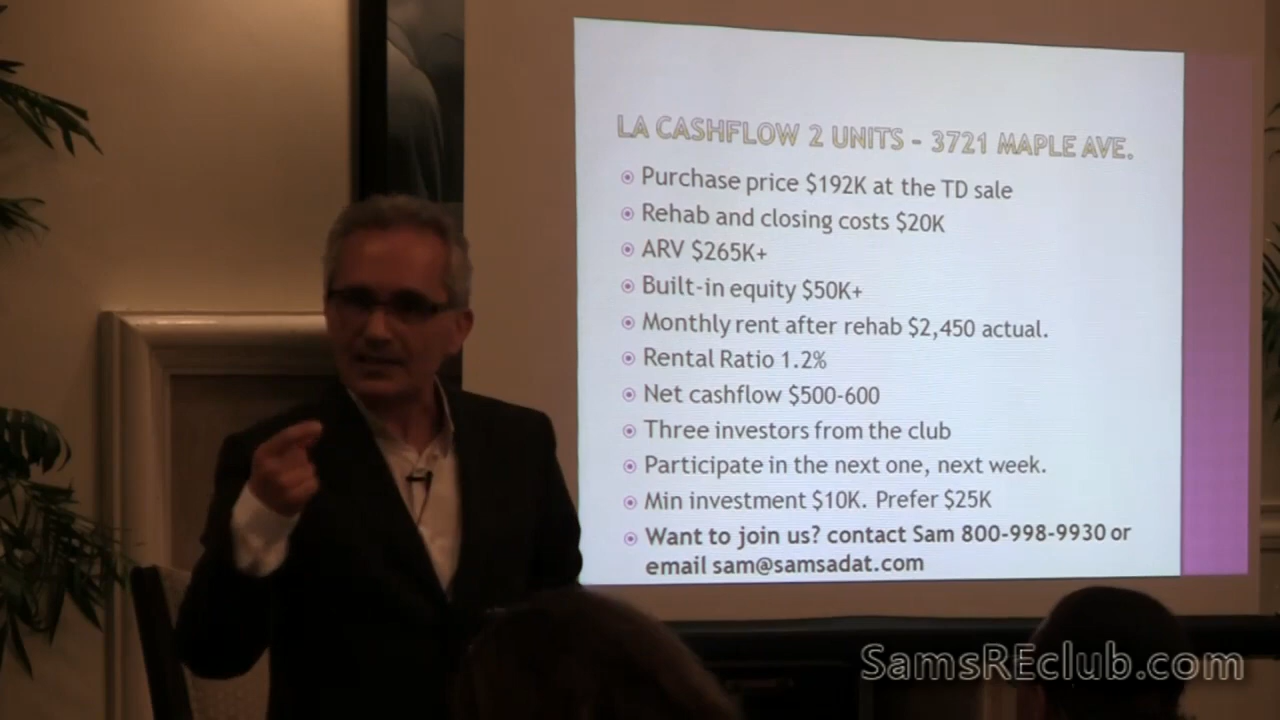 LA CASHFLOW 2 UNITS - 3721 MAPLE AVE.
Purchase price $192K at the TD sale
Rehab and closing costs $20K
ARV $265K+
Built-in equity $50K+
Monthly rent after rehab $2,450 actual.
Rental Ratio 1.2%
Net cashflow $500-600
Three investors from the club
Participate in the next one, next week.
Min investment $10K. Prefer $25K
Want to join us? contact Sam 800-998-9930 or
email sam@samsadat.com
SamsREclub.com